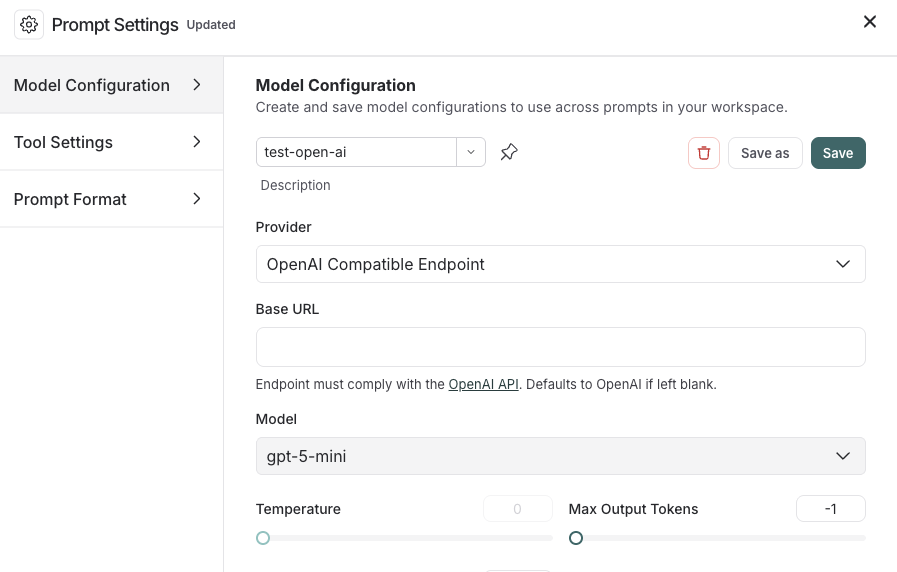 Prompt Settings Updated
Model Configuration
Tool Settings
Prompt Format
Model Configuration
Create and save model configurations to use across prompts in your workspace.
test-open-ai
Save as
Save
Description
Provider
OpenAI Compatible Endpoint
Base URL
Endpoint must comply with the OpenAI API. Defaults to OpenAI if left blank.
Model
gpt-5-mini
Temperature
0
Max Output Tokens
-1